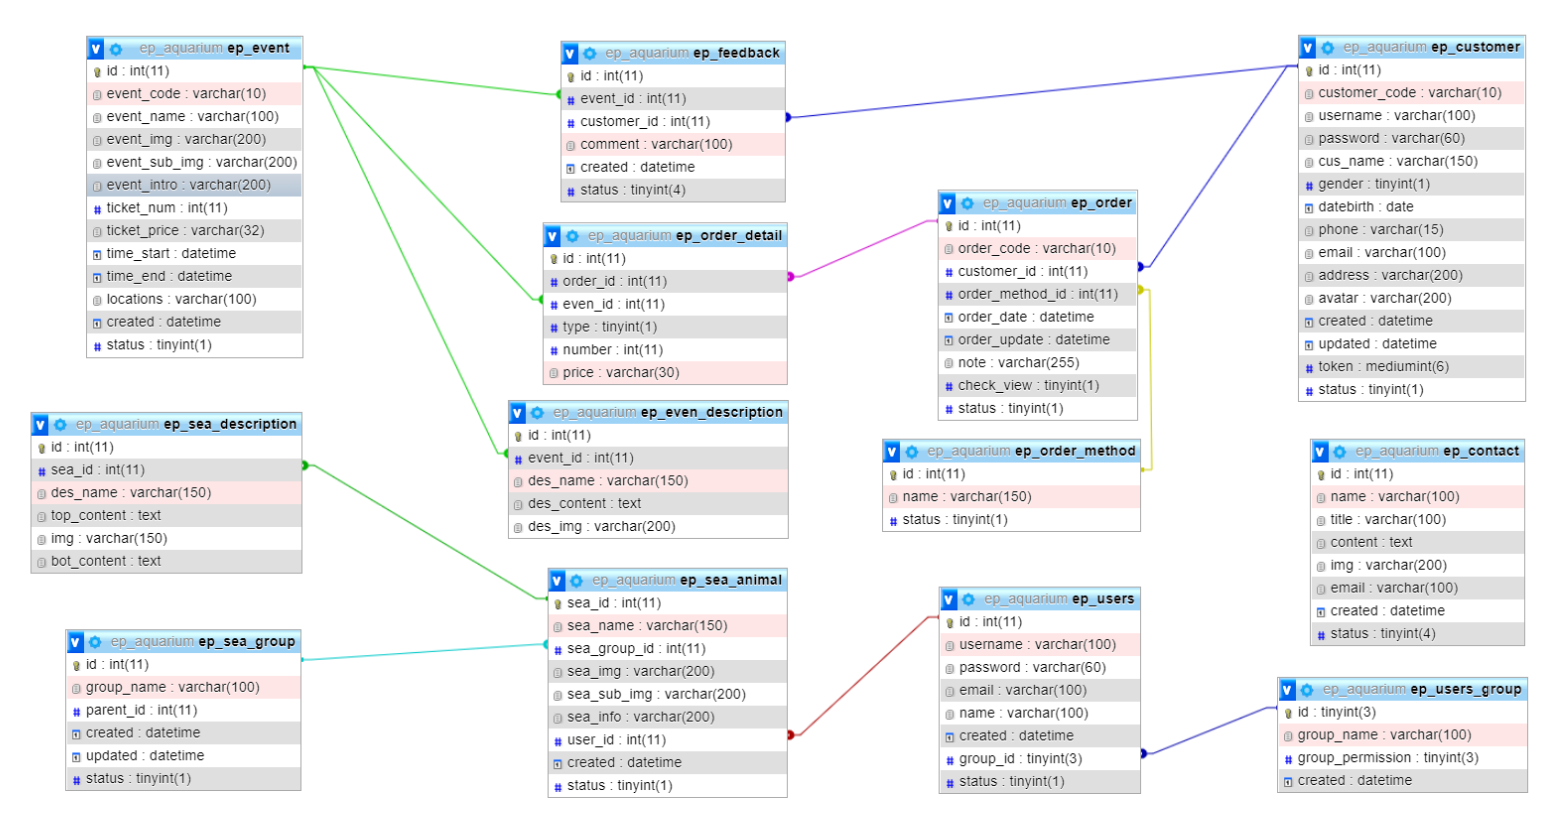 ep_aquarium ep_event
id : int(11)
event_code : varchar(10)
event_name : varchar(100)
event_img : varchar(200)
event_sub_img : varchar(200)
event_intro : varchar(200)
ticket_num : int(11)
ticket_price : varchar(32)
time_start : datetime
time_end : datetime
locations : varchar(100)
created : datetime
status : tinyint(1)
ep_aquarium ep_feedback
id : int(11)
event_id : int(11)
customer_id : int(11)
comment : varchar(100)
created : datetime
status : tinyint(4)
ep_aquarium ep_customer
id : int(11)
customer_code : varchar(10)
username : varchar(100)
password : varchar(60)
cus_name : varchar(150)
gender : tinyint(1)
datebirth : date
phone : varchar(15)
email : varchar(100)
address : varchar(200)
avatar : varchar(200)
created : datetime
updated : datetime
token : mediumint(6)
status : tinyint(1)
ep_aquarium ep_order
id : int(11)
order_code : varchar(10)
customer_id : int(11)
order_method_id : int(11)
order_date : datetime
order_update : datetime
note : varchar(255)
check_view : tinyint(1)
status : tinyint(1)
ep_aquarium ep_order_detail
id : int(11)
order_id : int(11)
even_id : int(11)
type : tinyint(1)
number : int(11)
price : varchar(30)
ep_aquarium ep_even_description
id : int(11)
event_id : int(11)
des_name : varchar(150)
des_content : text
des_img : varchar(200)
ep_aquarium ep_sea_description
id : int(11)
sea_id : int(11)
des_name : varchar(150)
top_content : text
img : varchar(150)
bot_content : text
ep_aquarium ep_order_method
id : int(11)
name : varchar(150)
status : tinyint(1)
ep_aquarium ep_contact
id : int(11)
name : varchar(100)
title : varchar(100)
content : text
img : varchar(200)
email : varchar(100)
created : datetime
status : tinyint(4)
ep_aquarium ep_sea_animal
sea_id : int(11)
sea_name : varchar(150)
sea_group_id : int(11)
sea_img : varchar(200)
sea_sub_img : varchar(200)
sea_info : varchar(200)
user_id : int(11)
created : datetime
status : tinyint(1)
ep_aquarium ep_users
id : int(11)
username : varchar(100)
password : varchar(60)
email : varchar(100)
name : varchar(100)
created : datetime
group_id : tinyint(3)
status : tinyint(1)
ep_aquarium ep_sea_group
id : int(11)
group_name : varchar(100)
parent_id : int(11)
created : datetime
updated : datetime
status : tinyint(1)
ep_aquarium ep_users_group
id : tinyint(3)
group_name : varchar(100)
group_permission : tinyint(3)
created : datetime